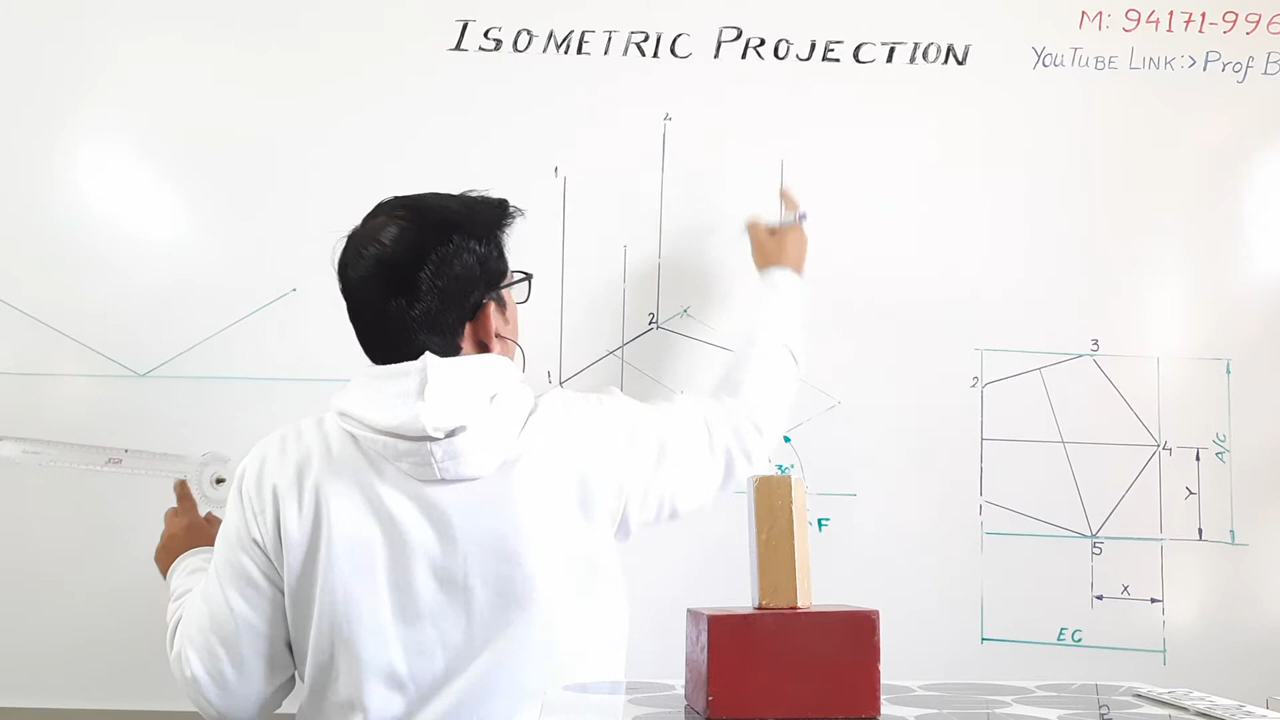 ISOMETRIC PROJECTION
M: 94171-996
YOUTUBE LINK:> Prof B
1
2
2
X
1
30°
F
3
2
4
A/C
Y
5
X
EC